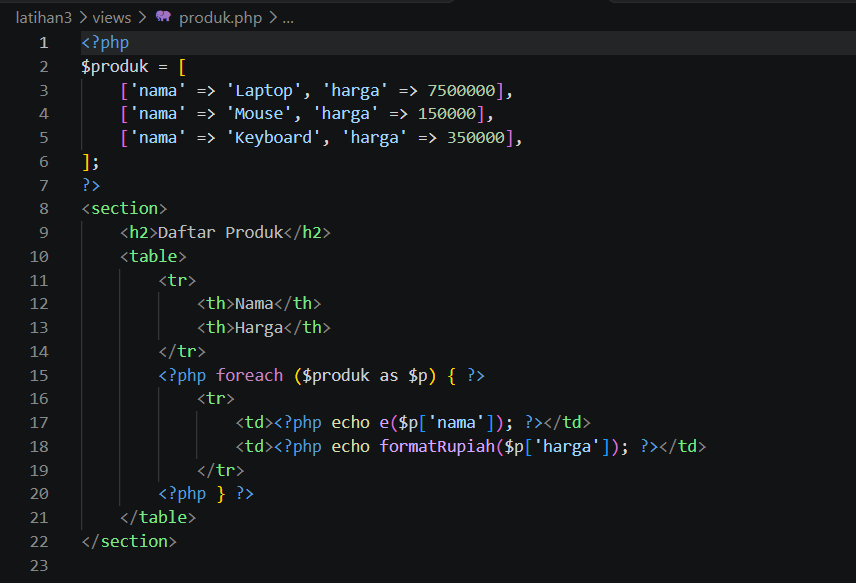 latihan3 > views > produk.php > ...
1 <?php
2 $produk = [
3     ['nama' => 'Laptop', 'harga' => 7500000],
4     ['nama' => 'Mouse', 'harga' => 150000],
5     ['nama' => 'Keyboard', 'harga' => 350000],
6 ];
7 ?>
8 <section>
9     <h2>Daftar Produk</h2>
10     <table>
11         <tr>
12             <th>Nama</th>
13             <th>Harga</th>
14         </tr>
15         <?php foreach ($produk as $p) { ?>
16             <tr>
17                 <td><?php echo e($p['nama']); ?></td>
18                 <td><?php echo formatRupiah($p['harga']); ?></td>
19             </tr>
20         <?php } ?>
21     </table>
22 </section>
23